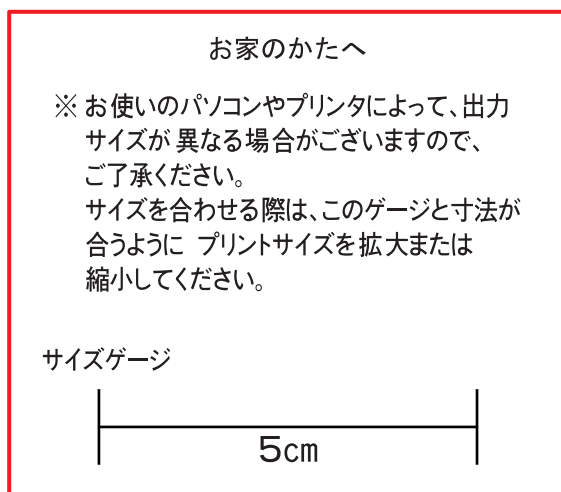 お家のかたへ
※ お使いのパソコンやプリンタによって、出力
サイズが 異なる場合がございますので、
ご了承ください。
サイズを合わせる際は、このゲージと寸法が
合うように プリントサイズを拡大または
縮小してください。
サイズゲージ
5cm